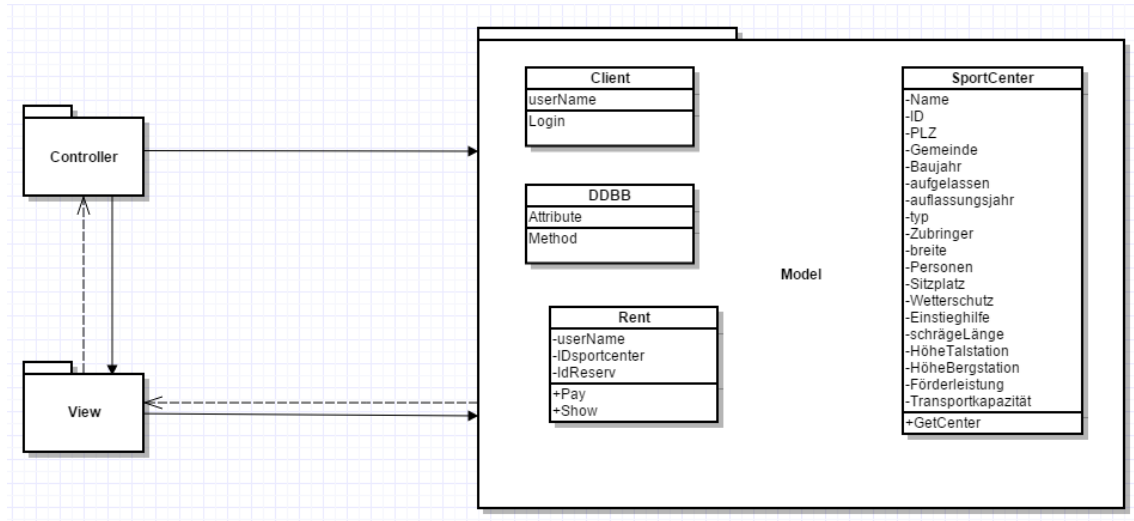 Controller
View
Client
userName
Login
DDBB
Attribute
Method
Rent
-userName
-IDsportcenter
-IdReserv
+Pay
+Show
Model
SportCenter
-Name
-ID
-PLZ
-Gemeinde
-Baujahr
-aufgelassen
-auflassungsjahr
-typ
-Zubringer
-breite
-Personen
-Sitzplatz
-Wetterschutz
-Einstieghilfe
-schrägeLänge
-HöheTalstation
-HöheBergstation
-Förderleistung
-Transportkapazität
+GetCenter